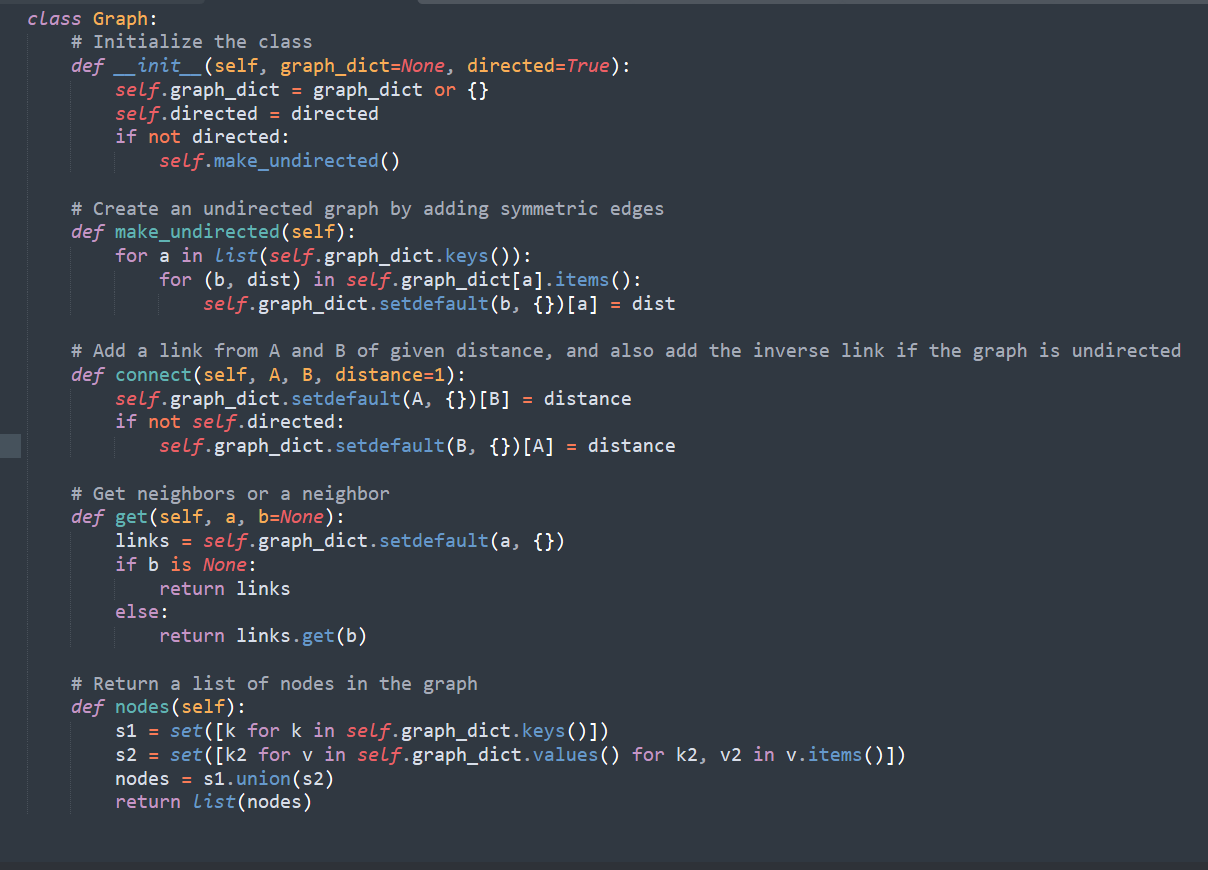 class Graph:
    # Initialize the class
    def __init__(self, graph_dict=None, directed=True):
        self.graph_dict = graph_dict or {}
        self.directed = directed
        if not directed:
            self.make_undirected()

    # Create an undirected graph by adding symmetric edges
    def make_undirected(self):
        for a in list(self.graph_dict.keys()):
            for (b, dist) in self.graph_dict[a].items():
                self.graph_dict.setdefault(b, {})[a] = dist

    # Add a link from A and B of given distance, and also add the inverse link if the graph is undirected
    def connect(self, A, B, distance=1):
        self.graph_dict.setdefault(A, {})[B] = distance
        if not self.directed:
            self.graph_dict.setdefault(B, {})[A] = distance

    # Get neighbors or a neighbor
    def get(self, a, b=None):
        links = self.graph_dict.setdefault(a, {})
        if b is None:
            return links
        else:
            return links.get(b)

    # Return a list of nodes in the graph
    def nodes(self):
        s1 = set([k for k in self.graph_dict.keys()])
        s2 = set([k2 for v in self.graph_dict.values() for k2, v2 in v.items()])
        nodes = s1.union(s2)
        return list(nodes)